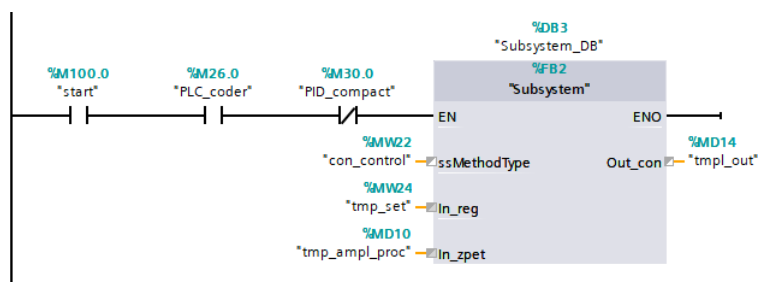 %DB3
"Subsystem_DB"
%M100.0 %M26.0 %M30.0 %FB2
"start" "PLC_coder" "PID_compact" "Subsystem"
EN ENO
%MW22 %MD14
"con_control" ssMethodType Out_con "tmpl_out"
%MW24
"tmp_set" In_reg
%MD10
"tmp_ampl_proc" In_zpet